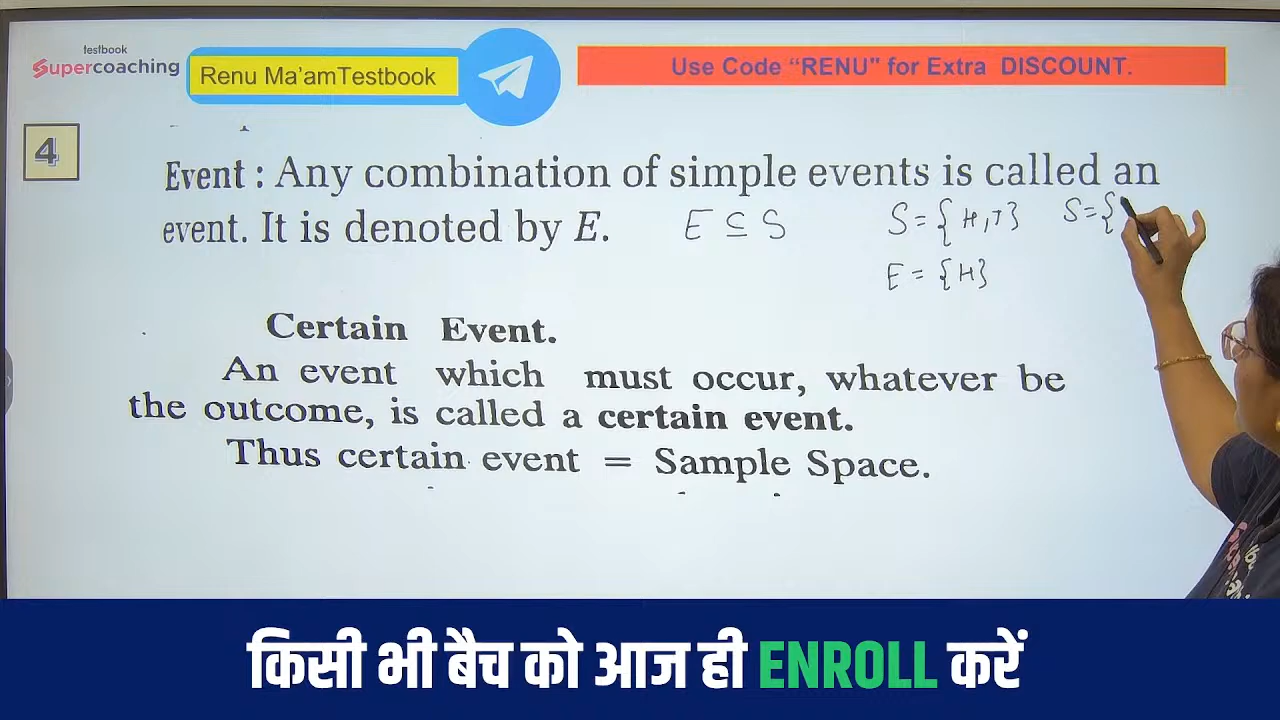 testbook
Supercoaching
Renu Ma'amTestbook
Use Code “RENU" for Extra DISCOUNT.
4
Event : Any combination of simple events is called an
event. It is denoted by E. E ⊆ S S = { H, T } S = {
E = { H }
Certain Event.
An event which must occur, whatever be
the outcome, is called a certain event.
Thus certain event = Sample Space.
किसी भी बैच को आज ही ENROLL करें